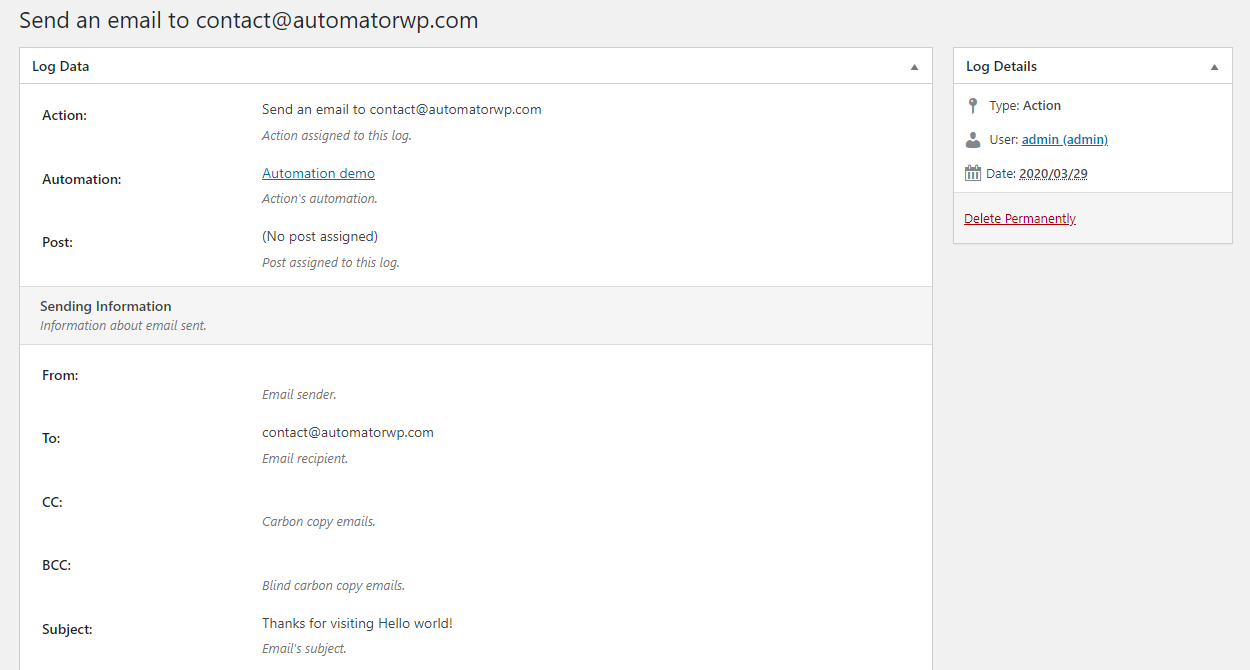 Send an email to contact@automatorwp.com
Log Data
Action:
Send an email to contact@automatorwp.com
Action assigned to this log.
Automation:
Automation demo
Action's automation.
Post:
(No post assigned)
Post assigned to this log.
Sending Information
Information about email sent.
From:
Email sender.
To:
contact@automatorwp.com
Email recipient.
CC:
Carbon copy emails.
BCC:
Blind carbon copy emails.
Subject:
Thanks for visiting Hello world!
Email's subject.
Log Details
Type: Action
User: admin (admin)
Date: 2020/03/29
Delete Permanently